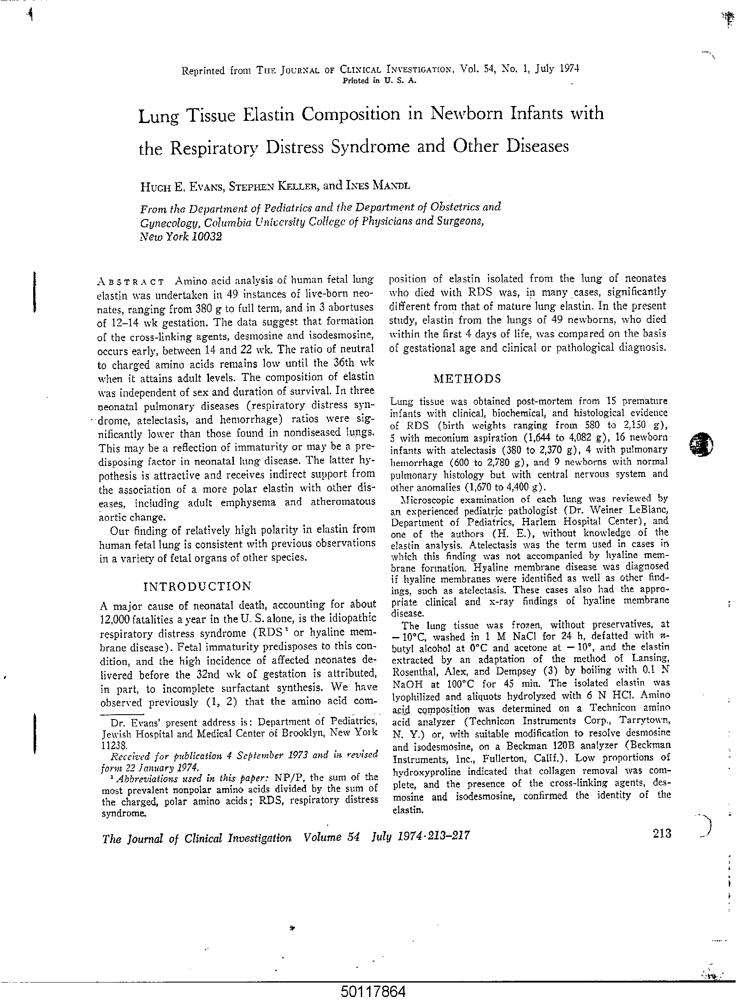 Reprinted from THE JOURNAL OF CLINICAL INVESTIGATION, Vol. 54, No. 1, July 1974
Printed in U. S. A.
Lung Tissue Elastin Composition in Newborn Infants with
the Respiratory Distress Syndrome and Other Diseases
HUGH E. EVANS, STEPHEN KELLER, and INES MANDL
From the Department of Pediatrics and the Department of Obstetrics and
Gynecology, Columbia University College of Physicians and Surgeons,
New York 10032
ABSTRACT Amino acid analysis of human fetal lung
elastin was undertaken in 49 instances of live-born neo-
nates, ranging from 380 g to full term, and in 3 abortuses
of 12–14 wk gestation. The data suggest that formation
of the cross-linking agents, desmosine and isodesmosine,
occurs early, between 14 and 22 wk. The ratio of neutral
to charged amino acids remains low until the 36th wk
when it attains adult levels. The composition of elastin
was independent of sex and duration of survival. In three
neonatal pulmonary diseases (respiratory distress syn-
drome, atelectasis, and hemorrhage) ratios were sig-
nificantly lower than those found in nondiseased lungs.
This may be a reflection of immaturity or may be a pre-
disposing factor in neonatal lung disease. The latter hy-
pothesis is attractive and receives indirect support from
the association of a more polar elastin with other dis-
eases, including adult emphysema and atheromatous
aortic change.
Our finding of relatively high polarity in elastin from
human fetal lung is consistent with previous observations
in a variety of fetal organs of other species.
INTRODUCTION
A major cause of neonatal death, accounting for about
12,000 fatalities a year in the U. S. alone, is the idiopathic
respiratory distress syndrome (RDS¹ or hyaline mem-
brane disease). Fetal immaturity predisposes to this con-
dition, and the high incidence of affected neonates de-
livered before the 32nd wk of gestation is attributed,
in part, to incomplete surfactant synthesis. We have
observed previously (1, 2) that the amino acid com-
Dr. Evans' present address is: Department of Pediatrics,
Jewish Hospital and Medical Center of Brooklyn, New York
11238.
Received for publication 4 September 1973 and in revised
form 22 January 1974.
¹ Abbreviations used in this paper: NP/P, the sum of the
most prevalent nonpolar amino acids divided by the sum of
the charged, polar amino acids; RDS, respiratory distress
syndrome.
position of elastin isolated from the lung of neonates
who died with RDS was, in many cases, significantly
different from that of mature lung elastin. In the present
study, elastin from the lungs of 49 newborns, who died
within the first 4 days of life, was compared on the basis
of gestational age and clinical or pathological diagnosis.
METHODS
Lung tissue was obtained post-mortem from 15 premature
infants with clinical, biochemical, and histological evidence
of RDS (birth weights ranging from 580 to 2,150 g),
5 with meconium aspiration (1,644 to 4,082 g), 16 newborn
infants with atelectasis (380 to 2,370 g), 4 with pulmonary
hemorrhage (600 to 2,780 g), and 9 newborns with normal
pulmonary histology but with central nervous system and
other anomalies (1,670 to 4,400 g).
Microscopic examination of each lung was reviewed by
an experienced pediatric pathologist (Dr. Weiner LeBlanc,
Department of Pediatrics, Harlem Hospital Center), and
one of the authors (H. E.), without knowledge of the
elastin analysis. Atelectasis was the term used in cases in
which this finding was not accompanied by hyaline mem-
brane formation. Hyaline membrane disease was diagnosed
if hyaline membranes were identified as well as other find-
ings, such as atelectasis. These cases also had the appro-
priate clinical and x-ray findings of hyaline membrane
disease.
The lung tissue was frozen, without preservatives, at
−10°C, washed in 1 M NaCl for 24 h, defatted with n-
butyl alcohol at 0°C and acetone at −10°, and the elastin
extracted by an adaptation of the method of Lansing,
Rosenthal, Alex, and Dempsey (3) by boiling with 0.1 N
NaOH at 100°C for 45 min. The isolated elastin was
lyophilized and aliquots hydrolyzed with 6 N HCl. Amino
acid composition was determined on a Technicon amino
acid analyzer (Technicon Instruments Corp., Tarrytown,
N. Y.) or, with suitable modification to resolve desmosine
and isodesmosine, on a Beckman 120B analyzer (Beckman
Instruments, Inc., Fullerton, Calif.). Low proportions of
hydroxyproline indicated that collagen removal was com-
plete, and the presence of the cross-linking agents, des-
mosine and isodesmosine, confirmed the identity of the
elastin.
The Journal of Clinical Investigation Volume 54 July 1974·213–217
213
50117864